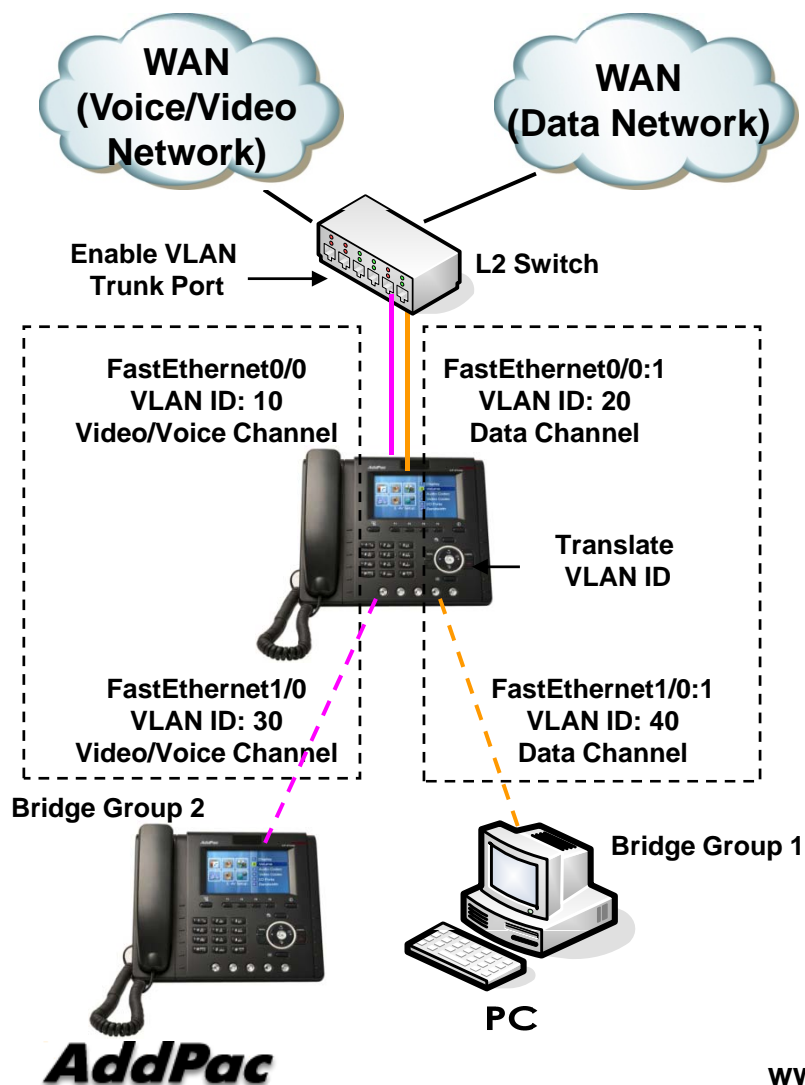 WAN
(Voice/Video
Network)
WAN
(Data Network)
Enable VLAN
Trunk Port
L2 Switch
FastEthernet0/0
VLAN ID: 10
Video/Voice Channel
FastEthernet0/0:1
VLAN ID: 20
Data Channel
AddPac
Translate
VLAN ID
FastEthernet1/0
VLAN ID: 30
Video/Voice Channel
FastEthernet1/0:1
VLAN ID: 40
Data Channel
Bridge Group 2
AddPac
Bridge Group 1
PC
AddPac